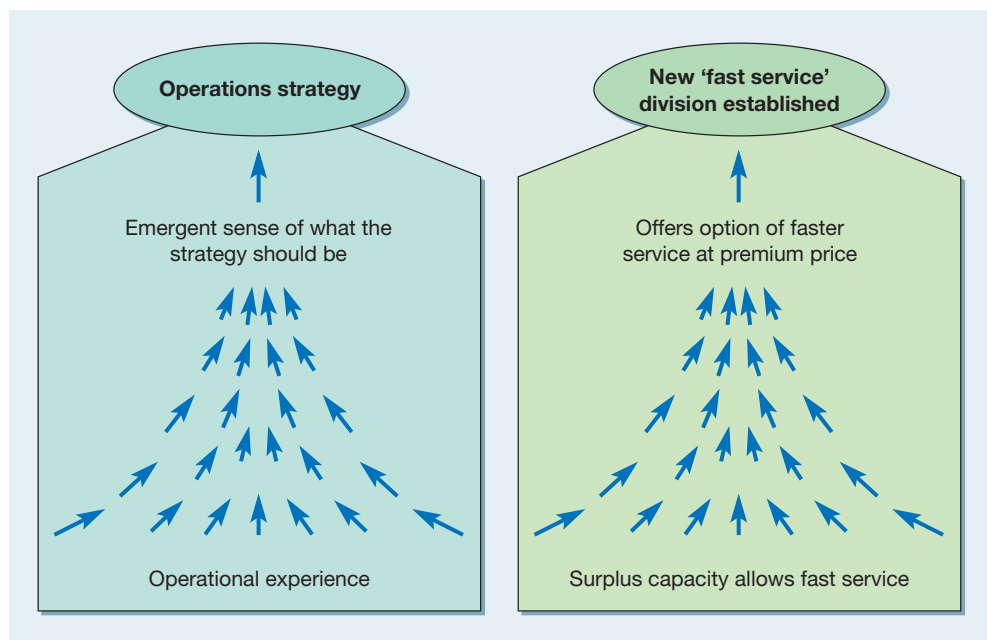 Operations strategy
Emergent sense of what the
strategy should be
Operational experience
New ‘fast service’
division established
Offers option of faster
service at premium price
Surplus capacity allows fast service